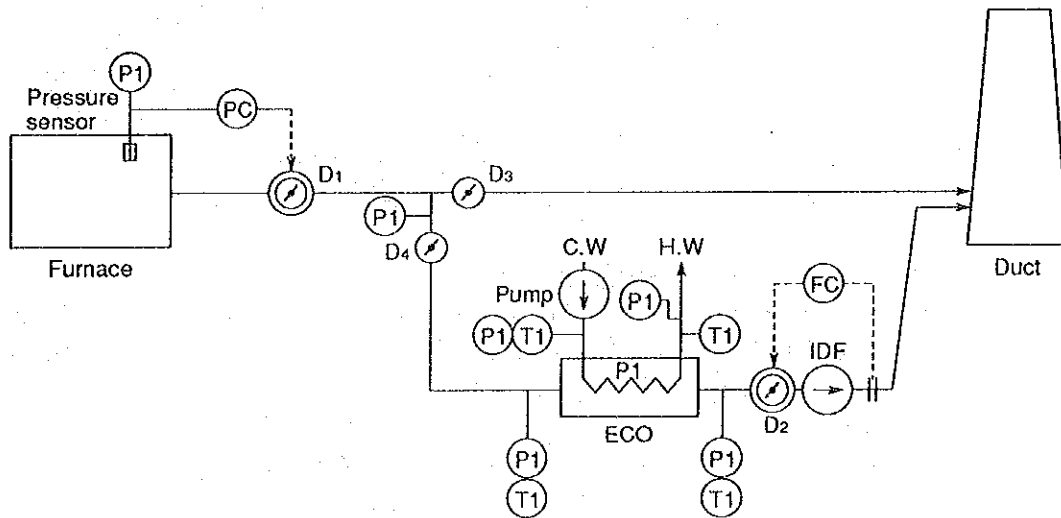 P1
Pressure
sensor
PC
D1
D3
P1
D4
Furnace
C.W
H.W
Duct
Pump
P1
FC
P1 T1
T1
IDF
P1
ECO
D2
P1
T1
P1
T1